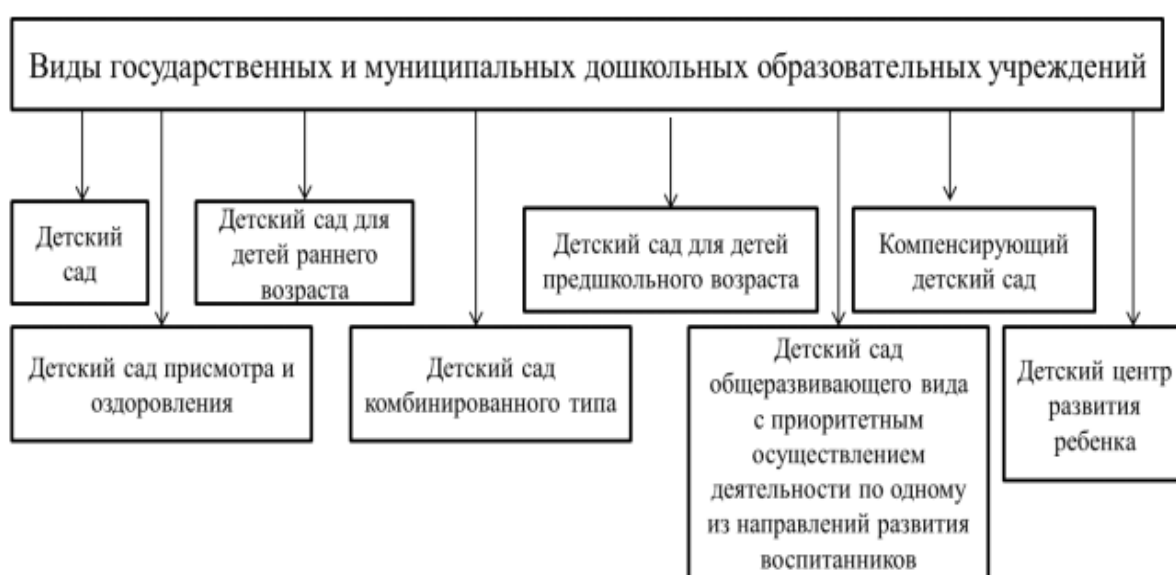 Виды государственных и муниципальных дошкольных образовательных учреждений
Детский
сад
Детский сад для
детей раннего
возраста
Детский сад для детей
предшкольного возраста
Компенсирующий
детский сад
Детский сад присмотра и
оздоровления
Детский сад
комбинированного типа
Детский сад
общеразвивающего вида
с приоритетным
осуществлением
деятельности по одному
из направлений развития
воспитанников
Детский центр
развития
ребенка